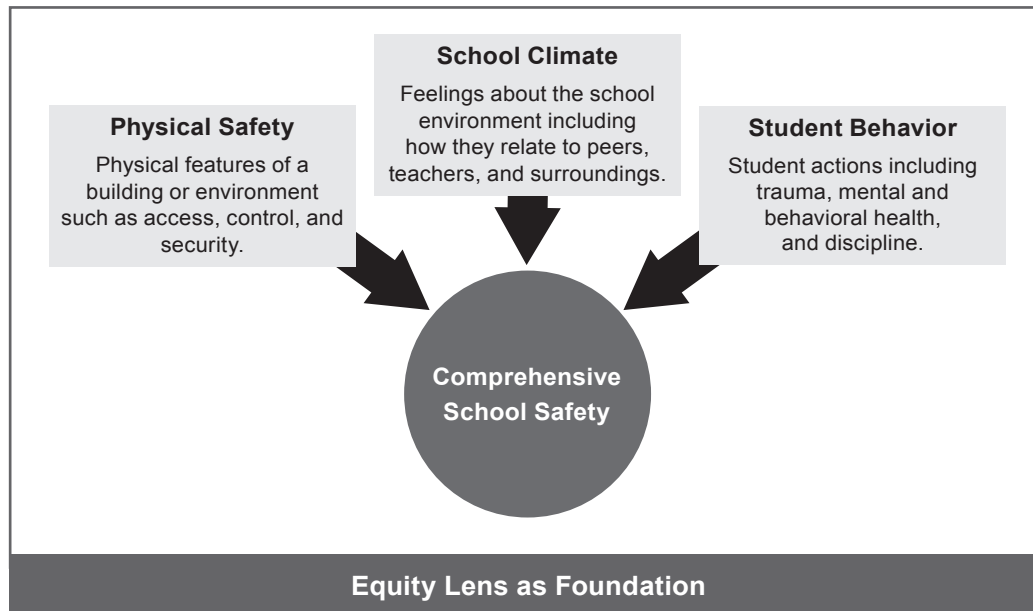 School Climate
Feelings about the school
environment including
how they relate to peers,
teachers, and surroundings.
Physical Safety
Physical features of a
building or environment
such as access, control, and
security.
Student Behavior
Student actions including
trauma, mental and
behavioral health,
and discipline.
Comprehensive
School Safety
Equity Lens as Foundation